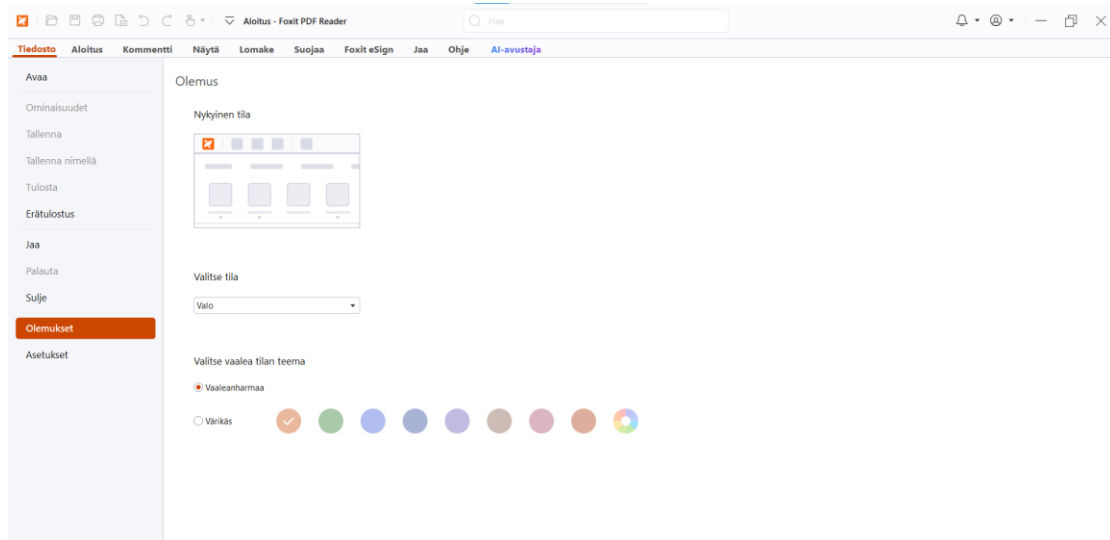 Aloitus - Foxit PDF Reader
Hae
Tiedosto Aloitus Kommentti Näytä Lomake Suojaa Foxit eSign Jaa Ohje AI-avustaja
Avaa
Ominaisuudet
Tallenna
Tallenna nimellä
Tulosta
Erätulostus
Jaa
Palauta
Sulje
Olemukset
Asetukset
Olemus
Nykyinen tila
Valitse tila
Valo
Valitse vaalea tilan teema
Vaaleanharmaa
Värikäs